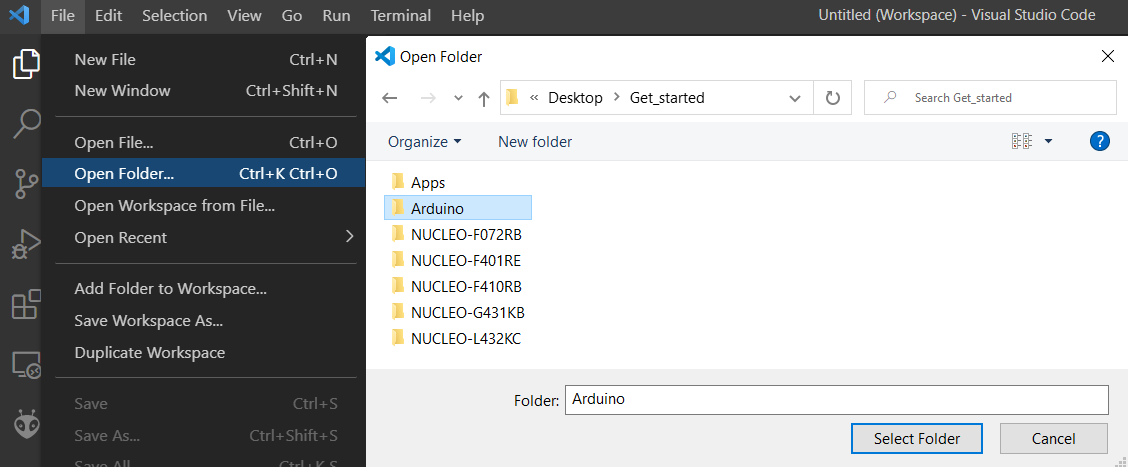 File Edit Selection View Go Run Terminal Help Untitled (Workspace) - Visual Studio Code
New File Ctrl+N
New Window Ctrl+Shift+N
Open File... Ctrl+O
Open Folder... Ctrl+K Ctrl+O
Open Workspace from File...
Open Recent
Add Folder to Workspace...
Save Workspace As...
Duplicate Workspace
Save Ctrl+S
Save As... Ctrl+Shift+S
Save All Ctrl+K S
Open Folder
« Desktop > Get_started
Search Get_started
Organize New folder
?
Apps
Arduino
NUCLEO-F072RB
NUCLEO-F401RE
NUCLEO-F410RB
NUCLEO-G431KB
NUCLEO-L432KC
Folder: Arduino
Select Folder Cancel